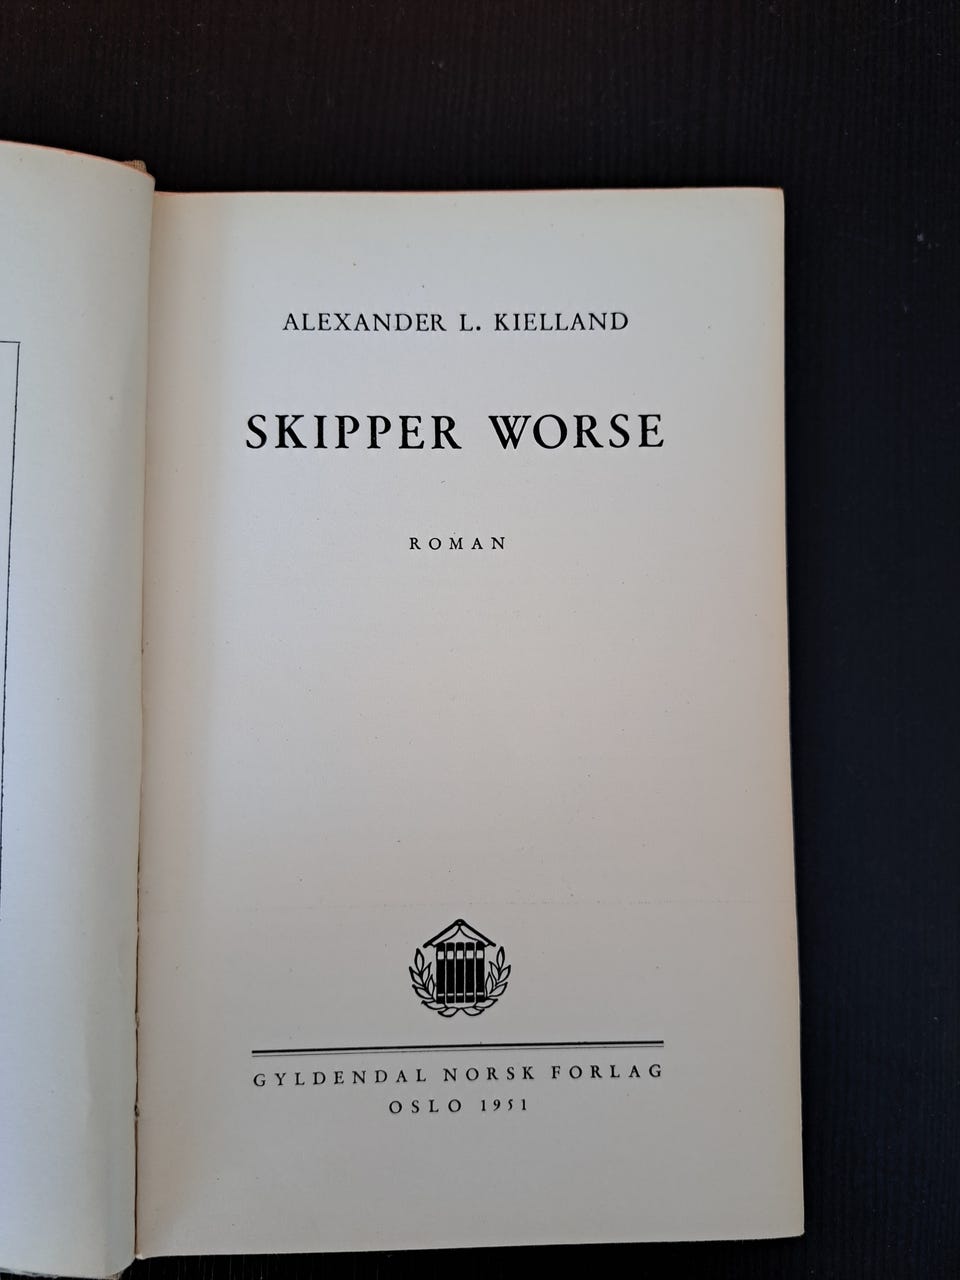 ALEXANDER L. KIELLAND
SKIPPER WORSE
ROMAN
GYLDENDAL NORSK FORLAG
OSLO 1951